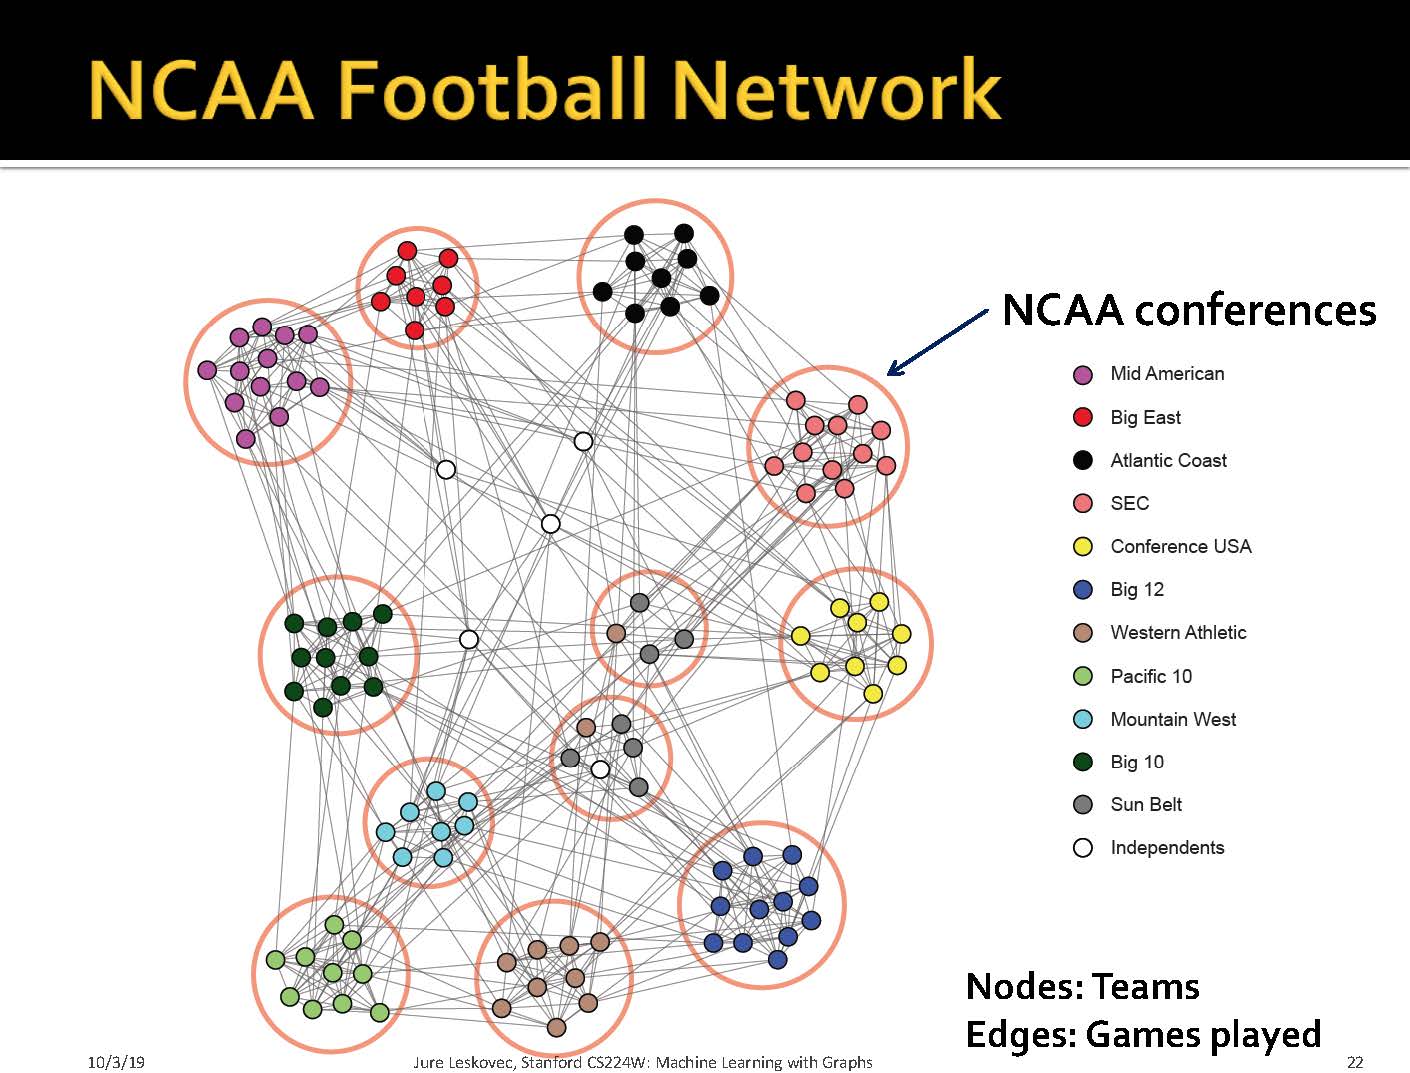 NCAA Football Network
NCAA conferences
Mid American
Big East
Atlantic Coast
SEC
Conference USA
Big 12
Western Athletic
Pacific 10
Mountain West
Big 10
Sun Belt
Independents
Nodes: Teams
Edges: Games played
10/3/19
Jure Leskovec, Stanford CS224W: Machine Learning with Graphs
22